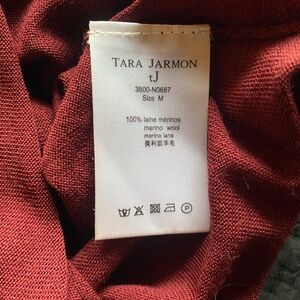 TARA JARMON
tJ
3800-N0687
Size M
100% laine mérinos
merino wool
merino lana
美利奴羊毛
P